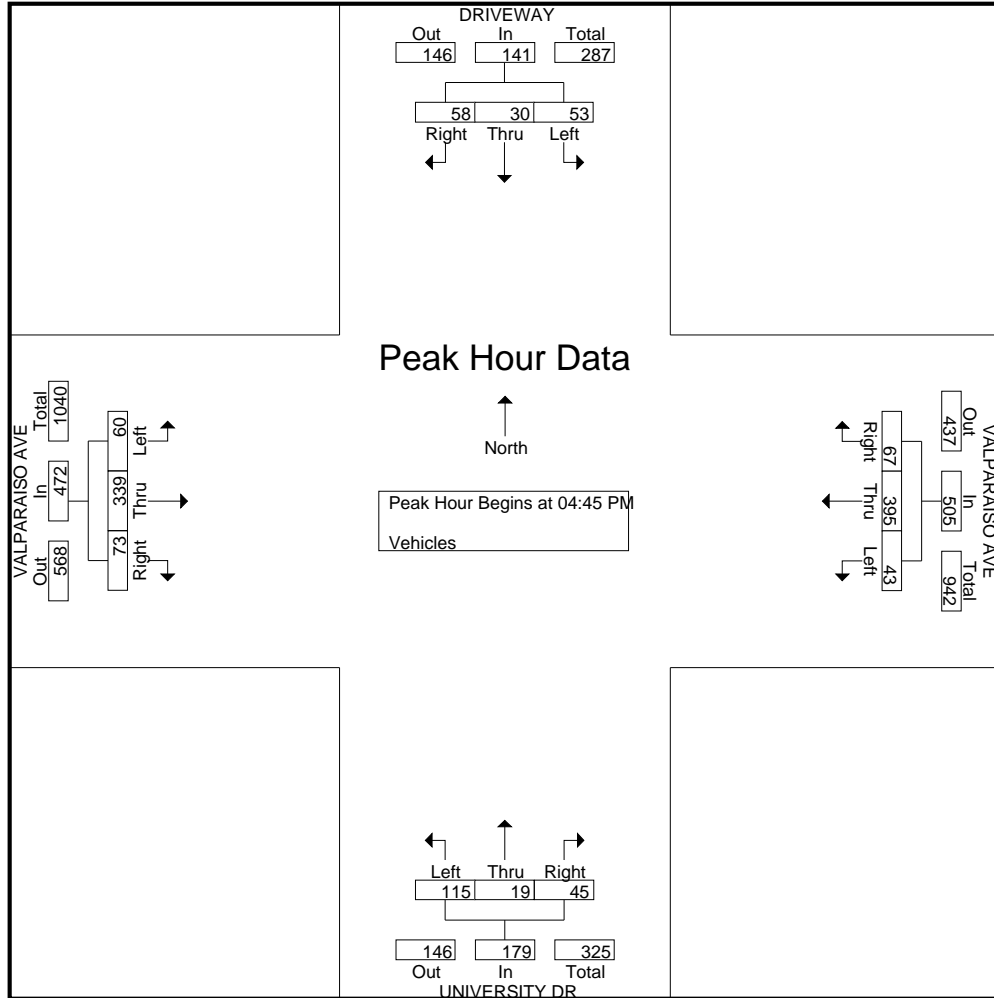 DRIVEWAY
Out In Total
146 141 287
58 30 53
Right Thru Left
Peak Hour Data
North
Peak Hour Begins at 04:45 PM
Vehicles
VALPARAISO AVE
Out In Total
568 472 1040
73 339 60
Right Thru Left
VALPARAISO AVE
Out In Total
437 505 942
67 395 43
Right Thru Left
Left Thru Right
115 19 45
146 179 325
Out In Total
UNIVERSITY DR